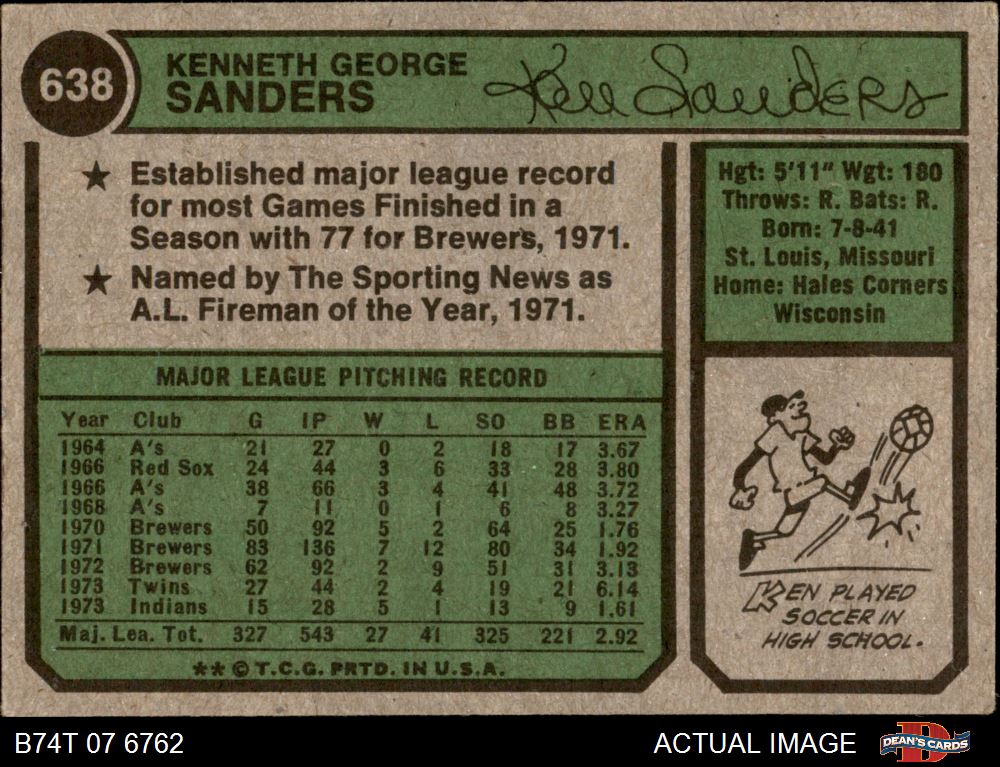 638
KENNETH GEORGE
SANDERS
Ken Sanders
★ Established major league record
for most Games Finished in a
Season with 77 for Brewers, 1971.
★ Named by The Sporting News as
A.L. Fireman of the Year, 1971.
Hgt: 5'11" Wgt: 180
Throws: R. Bats: R.
Born: 7-8-41
St. Louis, Missouri
Home: Hales Corners
Wisconsin
MAJOR LEAGUE PITCHING RECORD
Year Club G IP W L SO BB ERA
1964 A's 21 27 0 2 18 17 3.67
1966 Red Sox 24 44 3 6 33 28 3.80
1966 A's 38 66 3 4 41 48 3.72
1968 A's 7 11 0 1 6 8 3.27
1970 Brewers 50 92 5 2 64 25 1.76
1971 Brewers 83 136 7 12 80 34 1.92
1972 Brewers 62 92 2 9 51 31 3.13
1973 Twins 27 44 2 4 19 21 6.14
1973 Indians 15 28 5 1 13 9 1.61
Maj. Lea. Tot. 327 543 27 41 325 221 2.92
** © T.C.G. PRTD. IN U.S.A.
KEN PLAYED
SOCCER IN
HIGH SCHOOL.
B74T 07 6762
ACTUAL IMAGE
DEAN'S CARDS